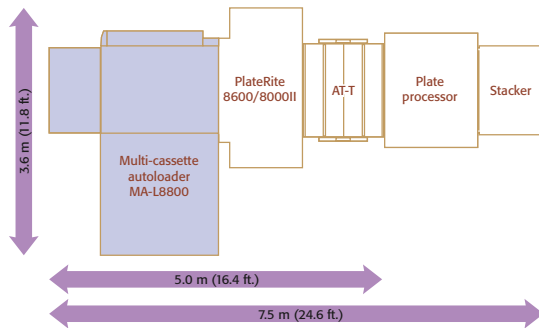 3.6 m (11.8 ft.)
PlateRite
8600/8000II
AT-T
Plate
processor
Stacker
Multi-cassette
autoloader
MA-L8800
5.0 m (16.4 ft.)
7.5 m (24.6 ft.)